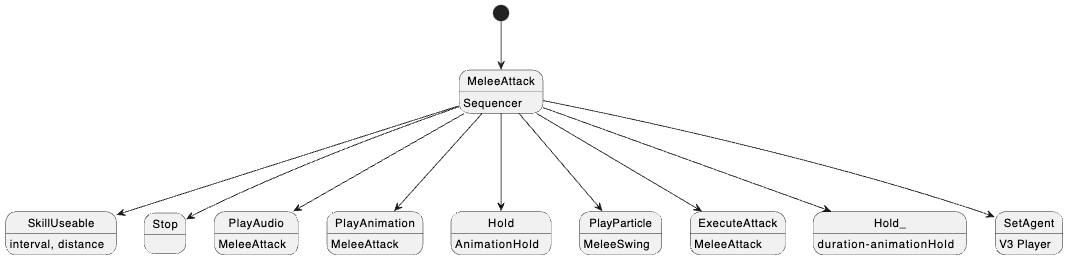 MeleeAttack
Sequencer
SkillUseable
interval, distance
Stop
PlayAudio
MeleeAttack
PlayAnimation
MeleeAttack
Hold
AnimationHold
PlayParticle
MeleeSwing
ExecuteAttack
MeleeAttack
Hold_
duration-animationHold
SetAgent
V3 Player